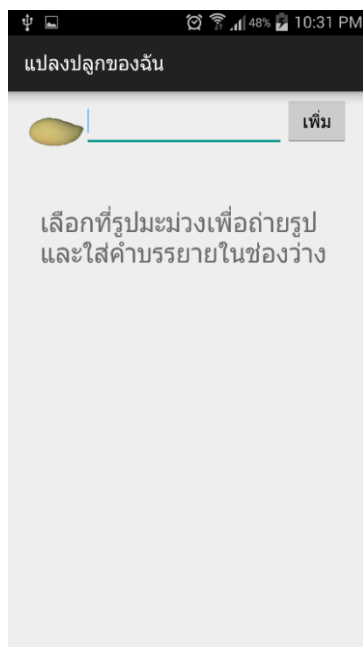 48% 10:31 PM
แปลงปลูกของฉัน
เพิ่ม
เลือกที่รูปมะม่วงเพื่อถ่ายรูป
และใส่คำบรรยายในช่องว่าง